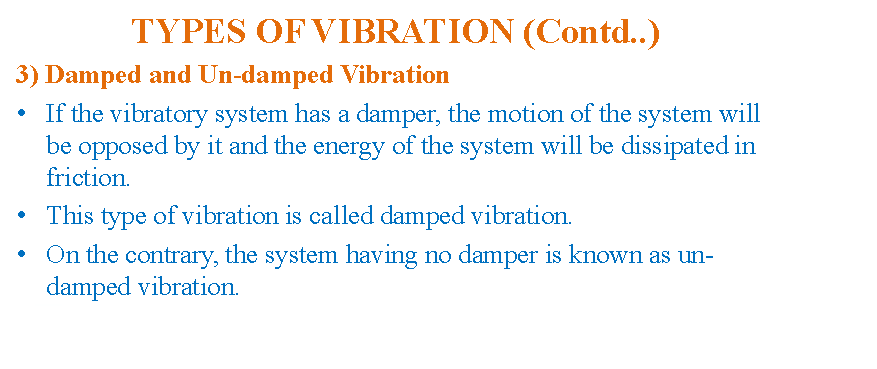 TYPES OF VIBRATION (Contd..)
3) Damped and Un-damped Vibration
• If the vibratory system has a damper, the motion of the system will
be opposed by it and the energy of the system will be dissipated in
friction.
• This type of vibration is called damped vibration.
• On the contrary, the system having no damper is known as un-
damped vibration.